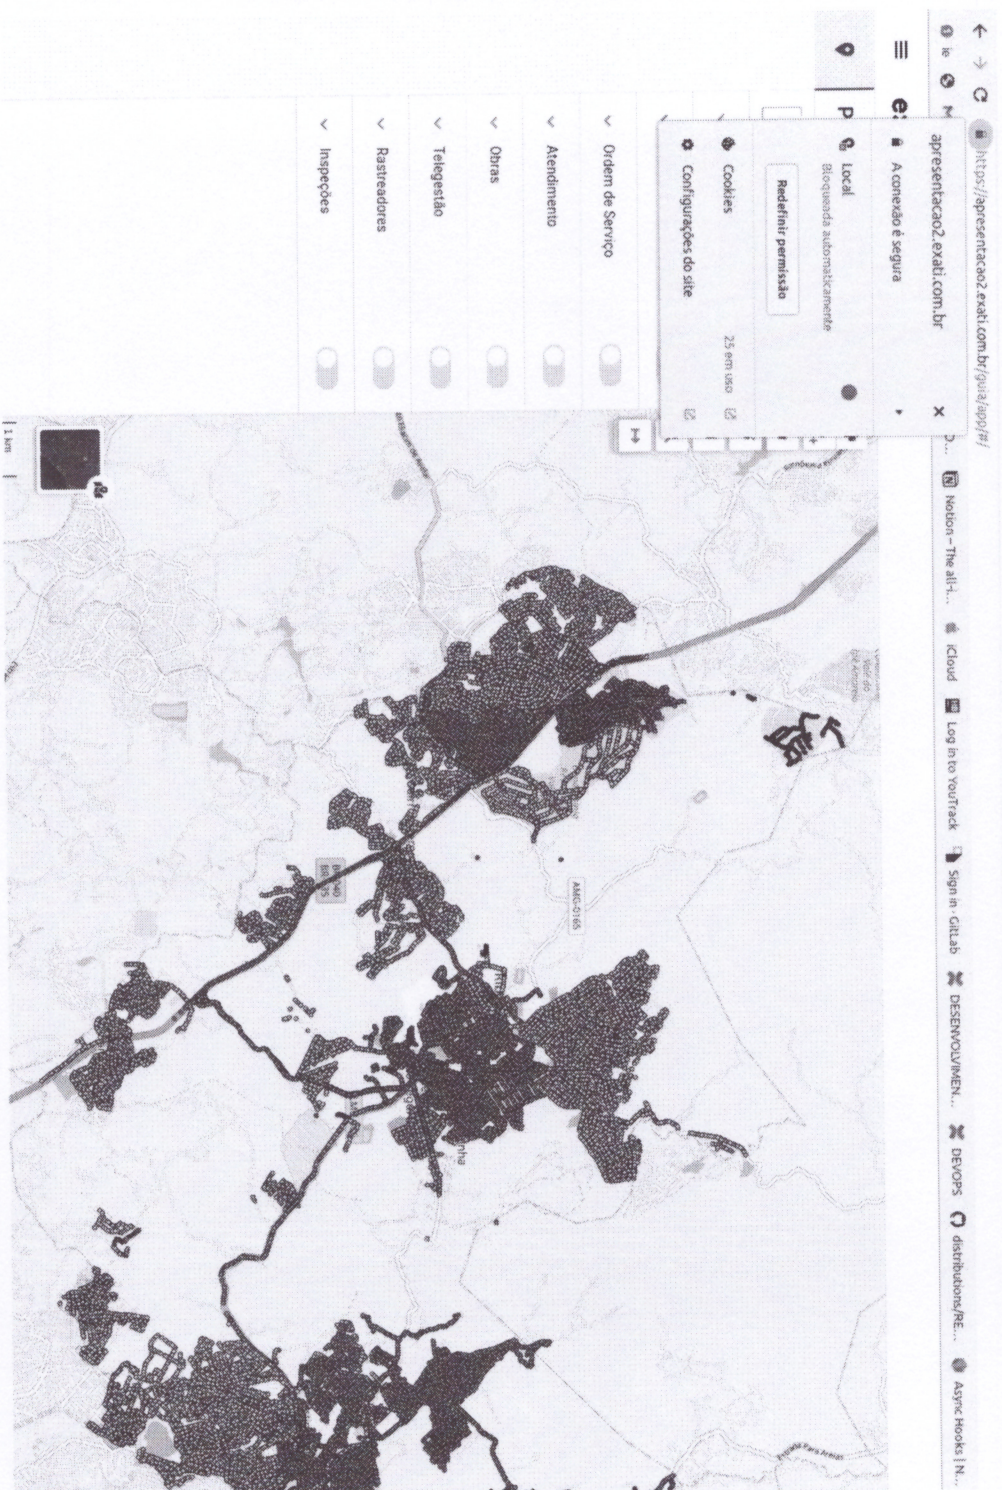 https://apresentacao2.exati.com.br/guia/app/#/
ie
Notion – The all-i...
iCloud
Log in to YouTrack
Sign in · GitLab
DESENVOLVIMEN...
DEVOPS
distributions/RE...
Async Hooks | N...
apresentacao2.exati.com.br
A conexão é segura
Local
Bloqueada automaticamente
Redefinir permissão
Cookies
25 em uso
Configurações do site
Ordem de Serviço
Atendimento
Obras
Telegestão
Rastreadores
Inspeções
AMG-0165
1 km